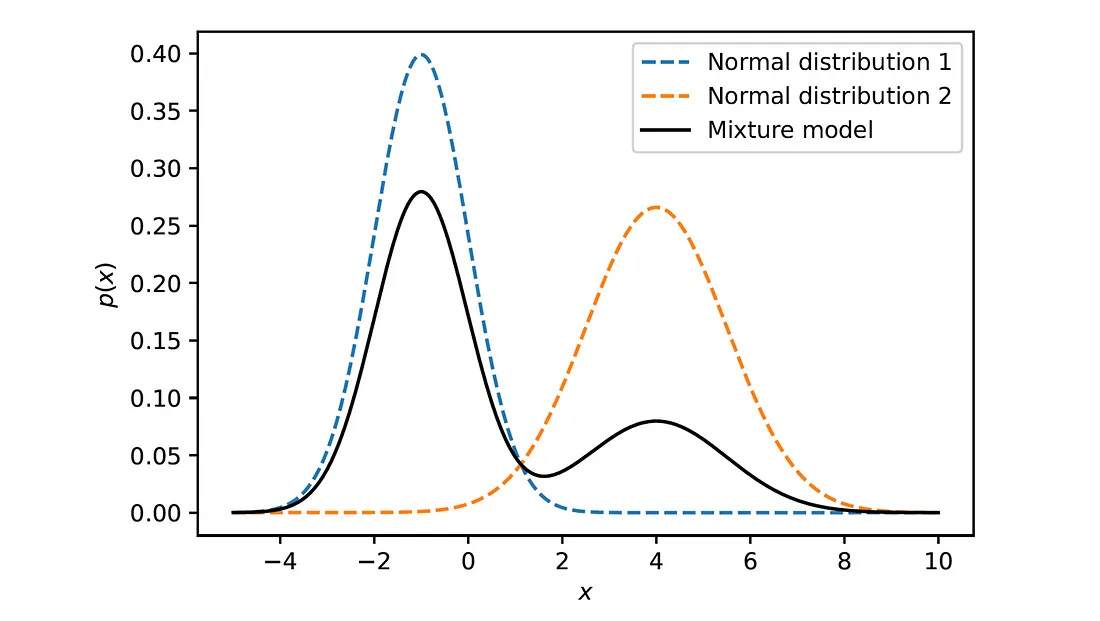 0.40
0.35
0.30
0.25
0.20
0.15
0.10
0.05
0.00
p(x)
Normal distribution 1
Normal distribution 2
Mixture model
−4 −2 0 2 4 6 8 10
x